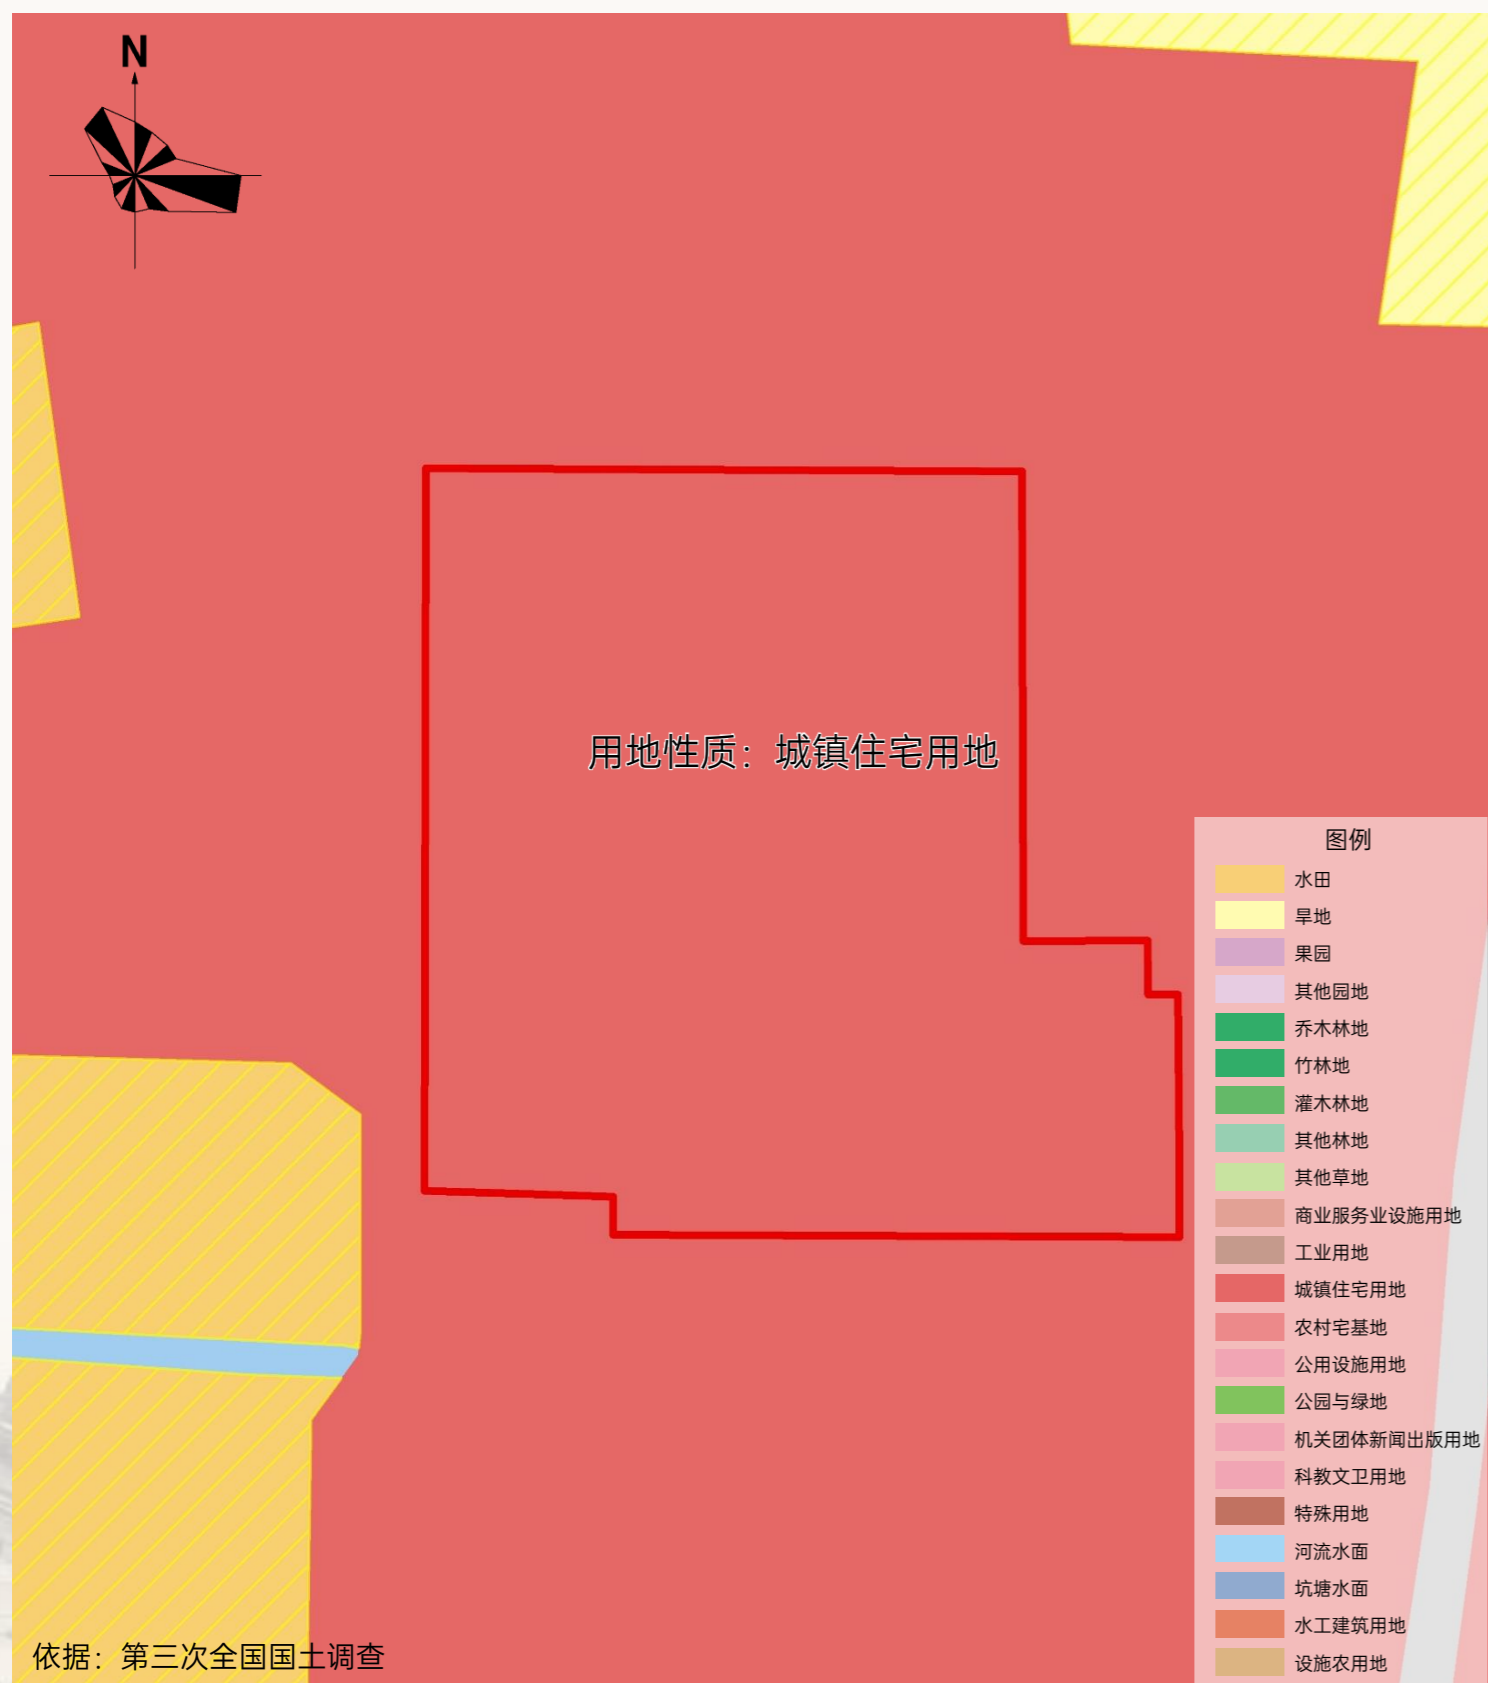 N
用地性质：城镇住宅用地
图例
水田
旱地
果园
其他园地
乔木林地
竹林地
灌木林地
其他林地
其他草地
商业服务业设施用地
工业用地
城镇住宅用地
农村宅基地
公用设施用地
公园与绿地
机关团体新闻出版用地
科教文卫用地
特殊用地
河流水面
坑塘水面
水工建筑用地
设施农用地
依据：第三次全国国土调查